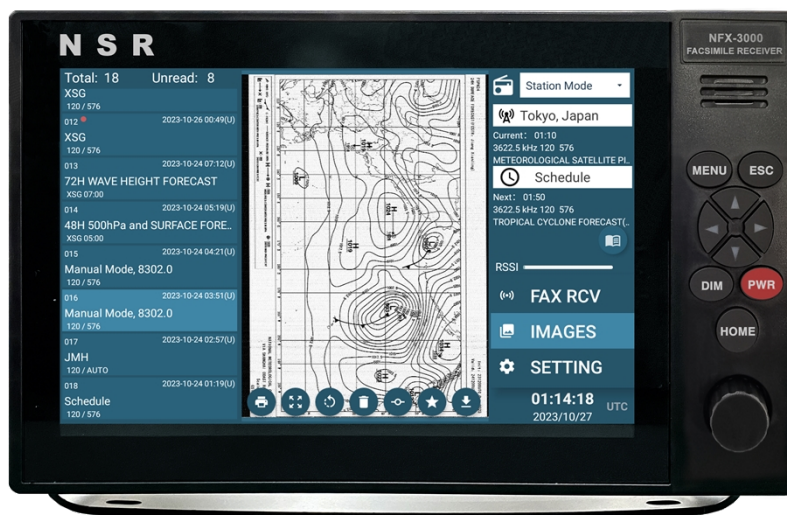 NSR
NFX-3000
FACSIMILE RECEIVER
Total: 18 Unread: 8
XSG
120 / 576
012 2023-10-26 00:49(U)
XSG
120 / 576
013 2023-10-24 07:12(U)
72H WAVE HEIGHT FORECAST
XSG 07:00
014 2023-10-24 05:19(U)
48H 500hPa and SURFACE FORE..
XSG 05:00
015 2023-10-24 04:21(U)
Manual Mode, 8302.0
120 / 576
016 2023-10-24 03:51(U)
Manual Mode, 8302.0
120 / 576
017 2023-10-24 02:57(U)
JMH
120 / AUTO
018 2023-10-24 01:19(U)
Schedule
120 / 576
Station Mode
Tokyo, Japan
Current: 01:10
3622.5 kHz 120 576
METEOROLOGICAL SATELLITE PI..
Schedule
Next: 01:50
3622.5 kHz 120 576
TROPICAL CYCLONE FORECAST(..
RSSI
FAX RCV
IMAGES
SETTING
01:14:18
UTC
2023/10/27
MENU
ESC
DIM
PWR
HOME